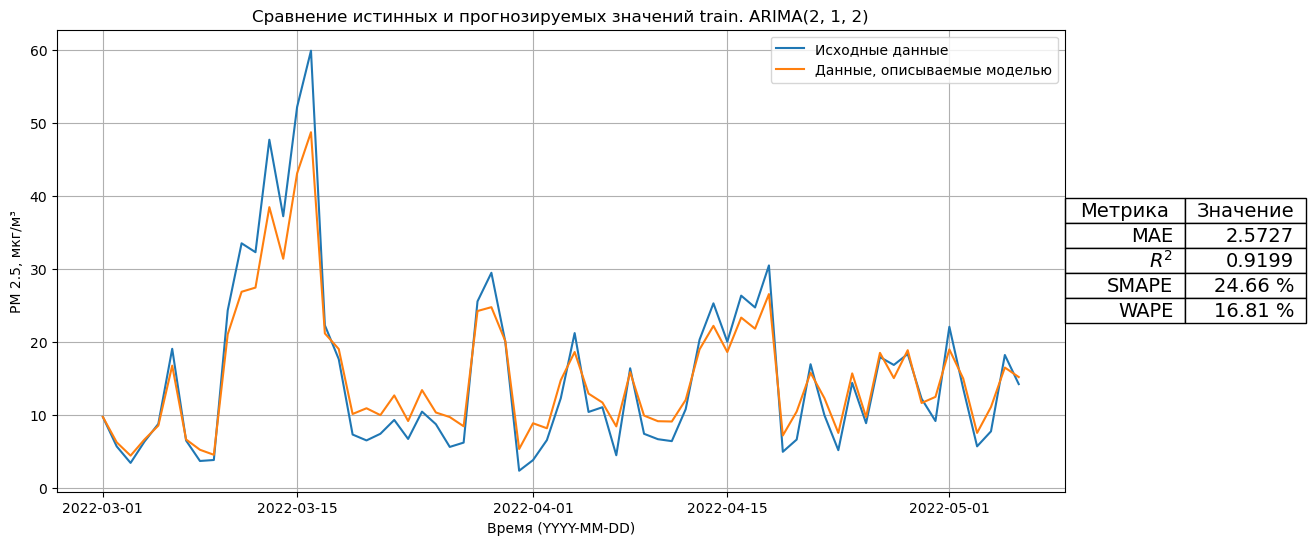 Сравнение истинных и прогнозируемых значений train. ARIMA(2, 1, 2)
Исходные данные
Данные, описываемые моделью
60
50
40
30
20
10
0
PM 2.5, мкг/м³
2022-03-01 2022-03-15 2022-04-01 2022-04-15 2022-05-01
Время (YYYY-MM-DD)
Метрика Значение
MAE 2.5727
R² 0.9199
SMAPE 24.66 %
WAPE 16.81 %